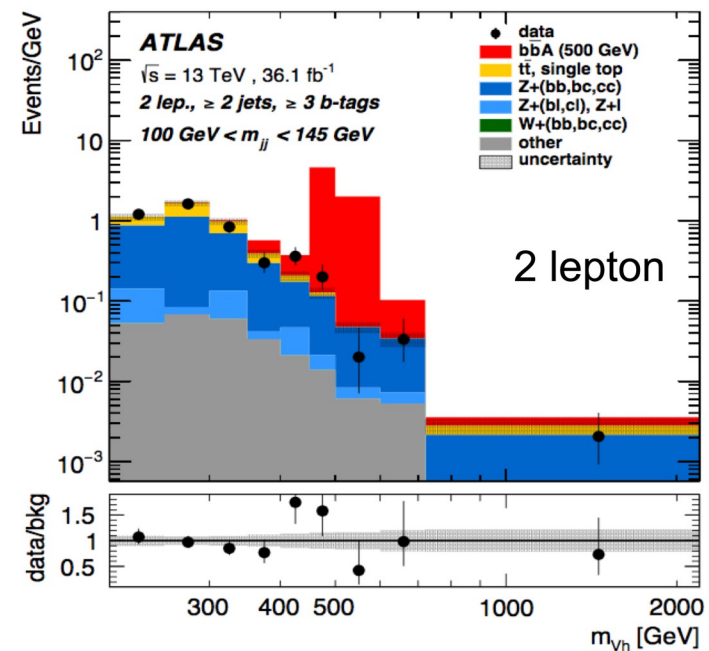 Events/GeV
10²
10
1
10⁻¹
10⁻²
10⁻³
ATLAS
√s = 13 TeV , 36.1 fb⁻¹
2 lep., ≥ 2 jets, ≥ 3 b-tags
100 GeV < mjj < 145 GeV
data
bb̄A (500 GeV)
tt̄, single top
Z+(bb,bc,cc)
Z+(bl,cl), Z+l
W+(bb,bc,cc)
other
uncertainty
2 lepton
data/bkg
1.5
1
0.5
300 400 500 1000 2000
mVh [GeV]